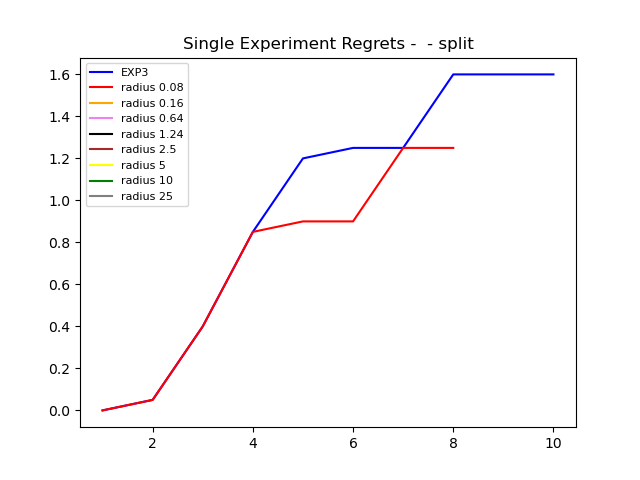 Single Experiment Regrets -  - split
EXP3
radius 0.08
radius 0.16
radius 0.64
radius 1.24
radius 2.5
radius 5
radius 10
radius 25
1.6
1.4
1.2
1.0
0.8
0.6
0.4
0.2
0.0
2 4 6 8 10